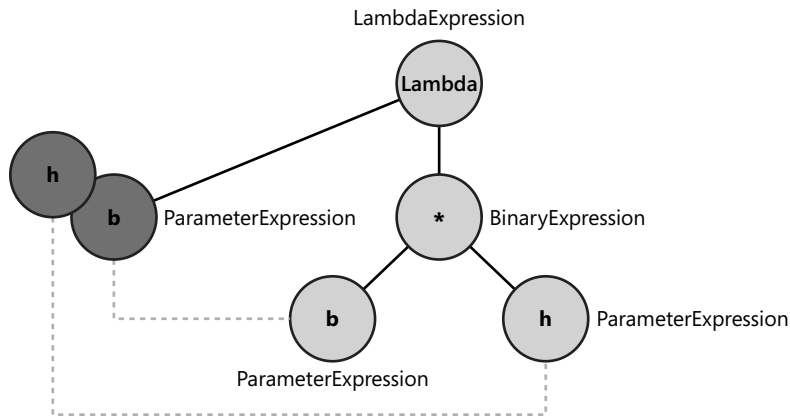 LambdaExpression
Lambda
h
b
ParameterExpression
*
BinaryExpression
b
h
ParameterExpression
ParameterExpression